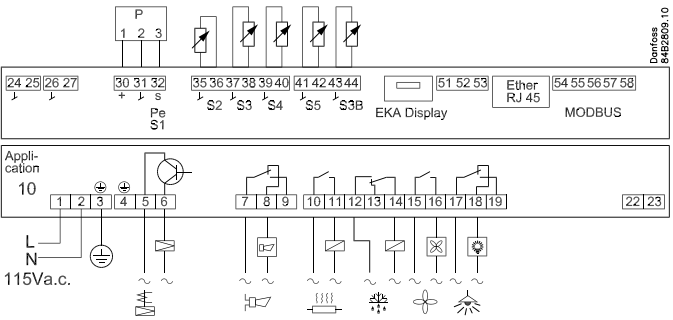 P
1 2 3
Danfoss
84B2809.10
24 25 26 27 30 31 32 35 36 37 38 39 40 41 42 43 44 51 52 53 Ether RJ 45 54 55 56 57 58
+ s S2 S3 S4 S5 S3B EKA Display MODBUS
Pe
S1
Appli-
cation
10
1 2 3 4 5 6 7 8 9 10 11 12 13 14 15 16 17 18 19 22 23
L
N
115Va.c.